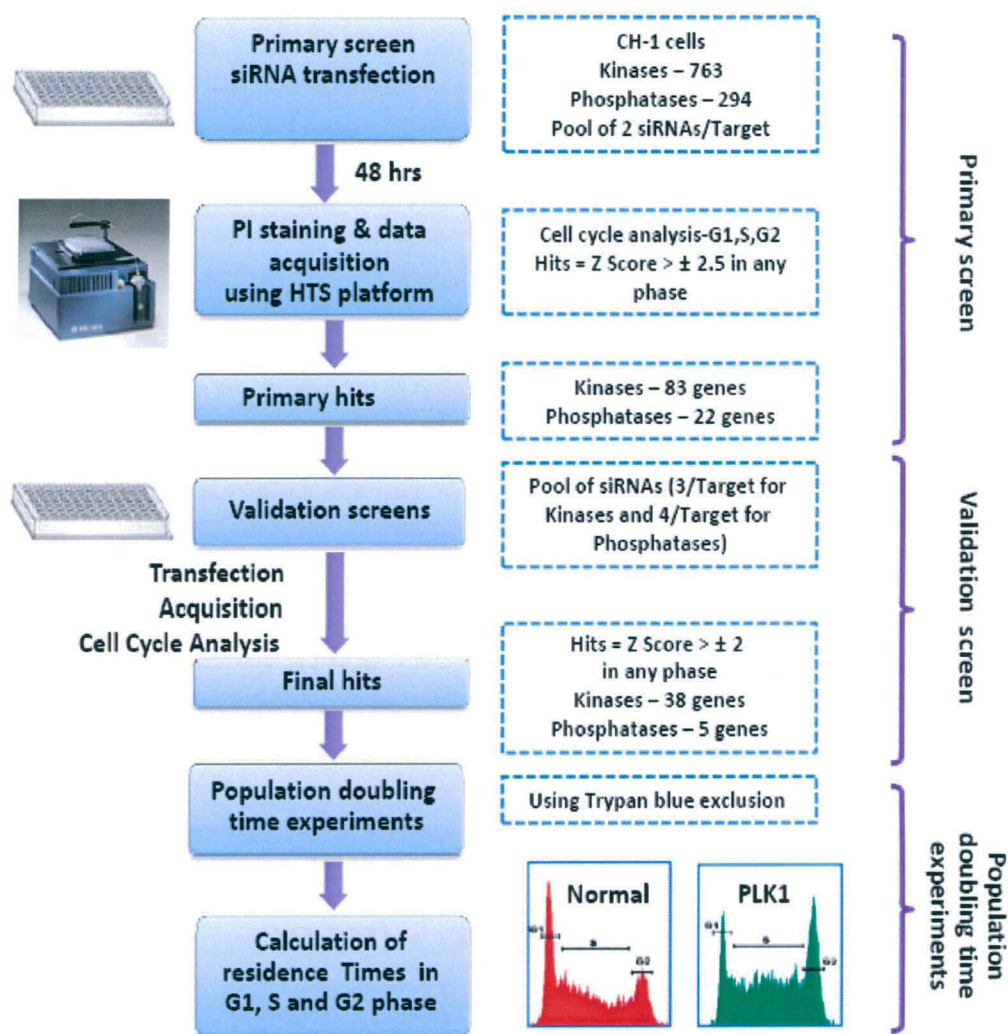 Primary screen
siRNA transfection
CH-1 cells
Kinases – 763
Phosphatases – 294
Pool of 2 siRNAs/Target
48 hrs
PI staining & data
acquisition
using HTS platform
Cell cycle analysis-G1,S,G2
Hits = Z Score > ± 2.5 in any
phase
Primary hits
Kinases – 83 genes
Phosphatases – 22 genes
Primary screen
Validation screens
Pool of siRNAs (3/Target for
Kinases and 4/Target for
Phosphatases)
Transfection
Acquisition
Cell Cycle Analysis
Final hits
Hits = Z Score > ± 2
in any phase
Kinases – 38 genes
Phosphatases – 5 genes
Validation screen
Population doubling
time experiments
Using Trypan blue exclusion
Normal
G1
S
G2
PLK1
G1
S
G2
Calculation of
residence Times in
G1, S and G2 phase
Population
doubling time
experiments